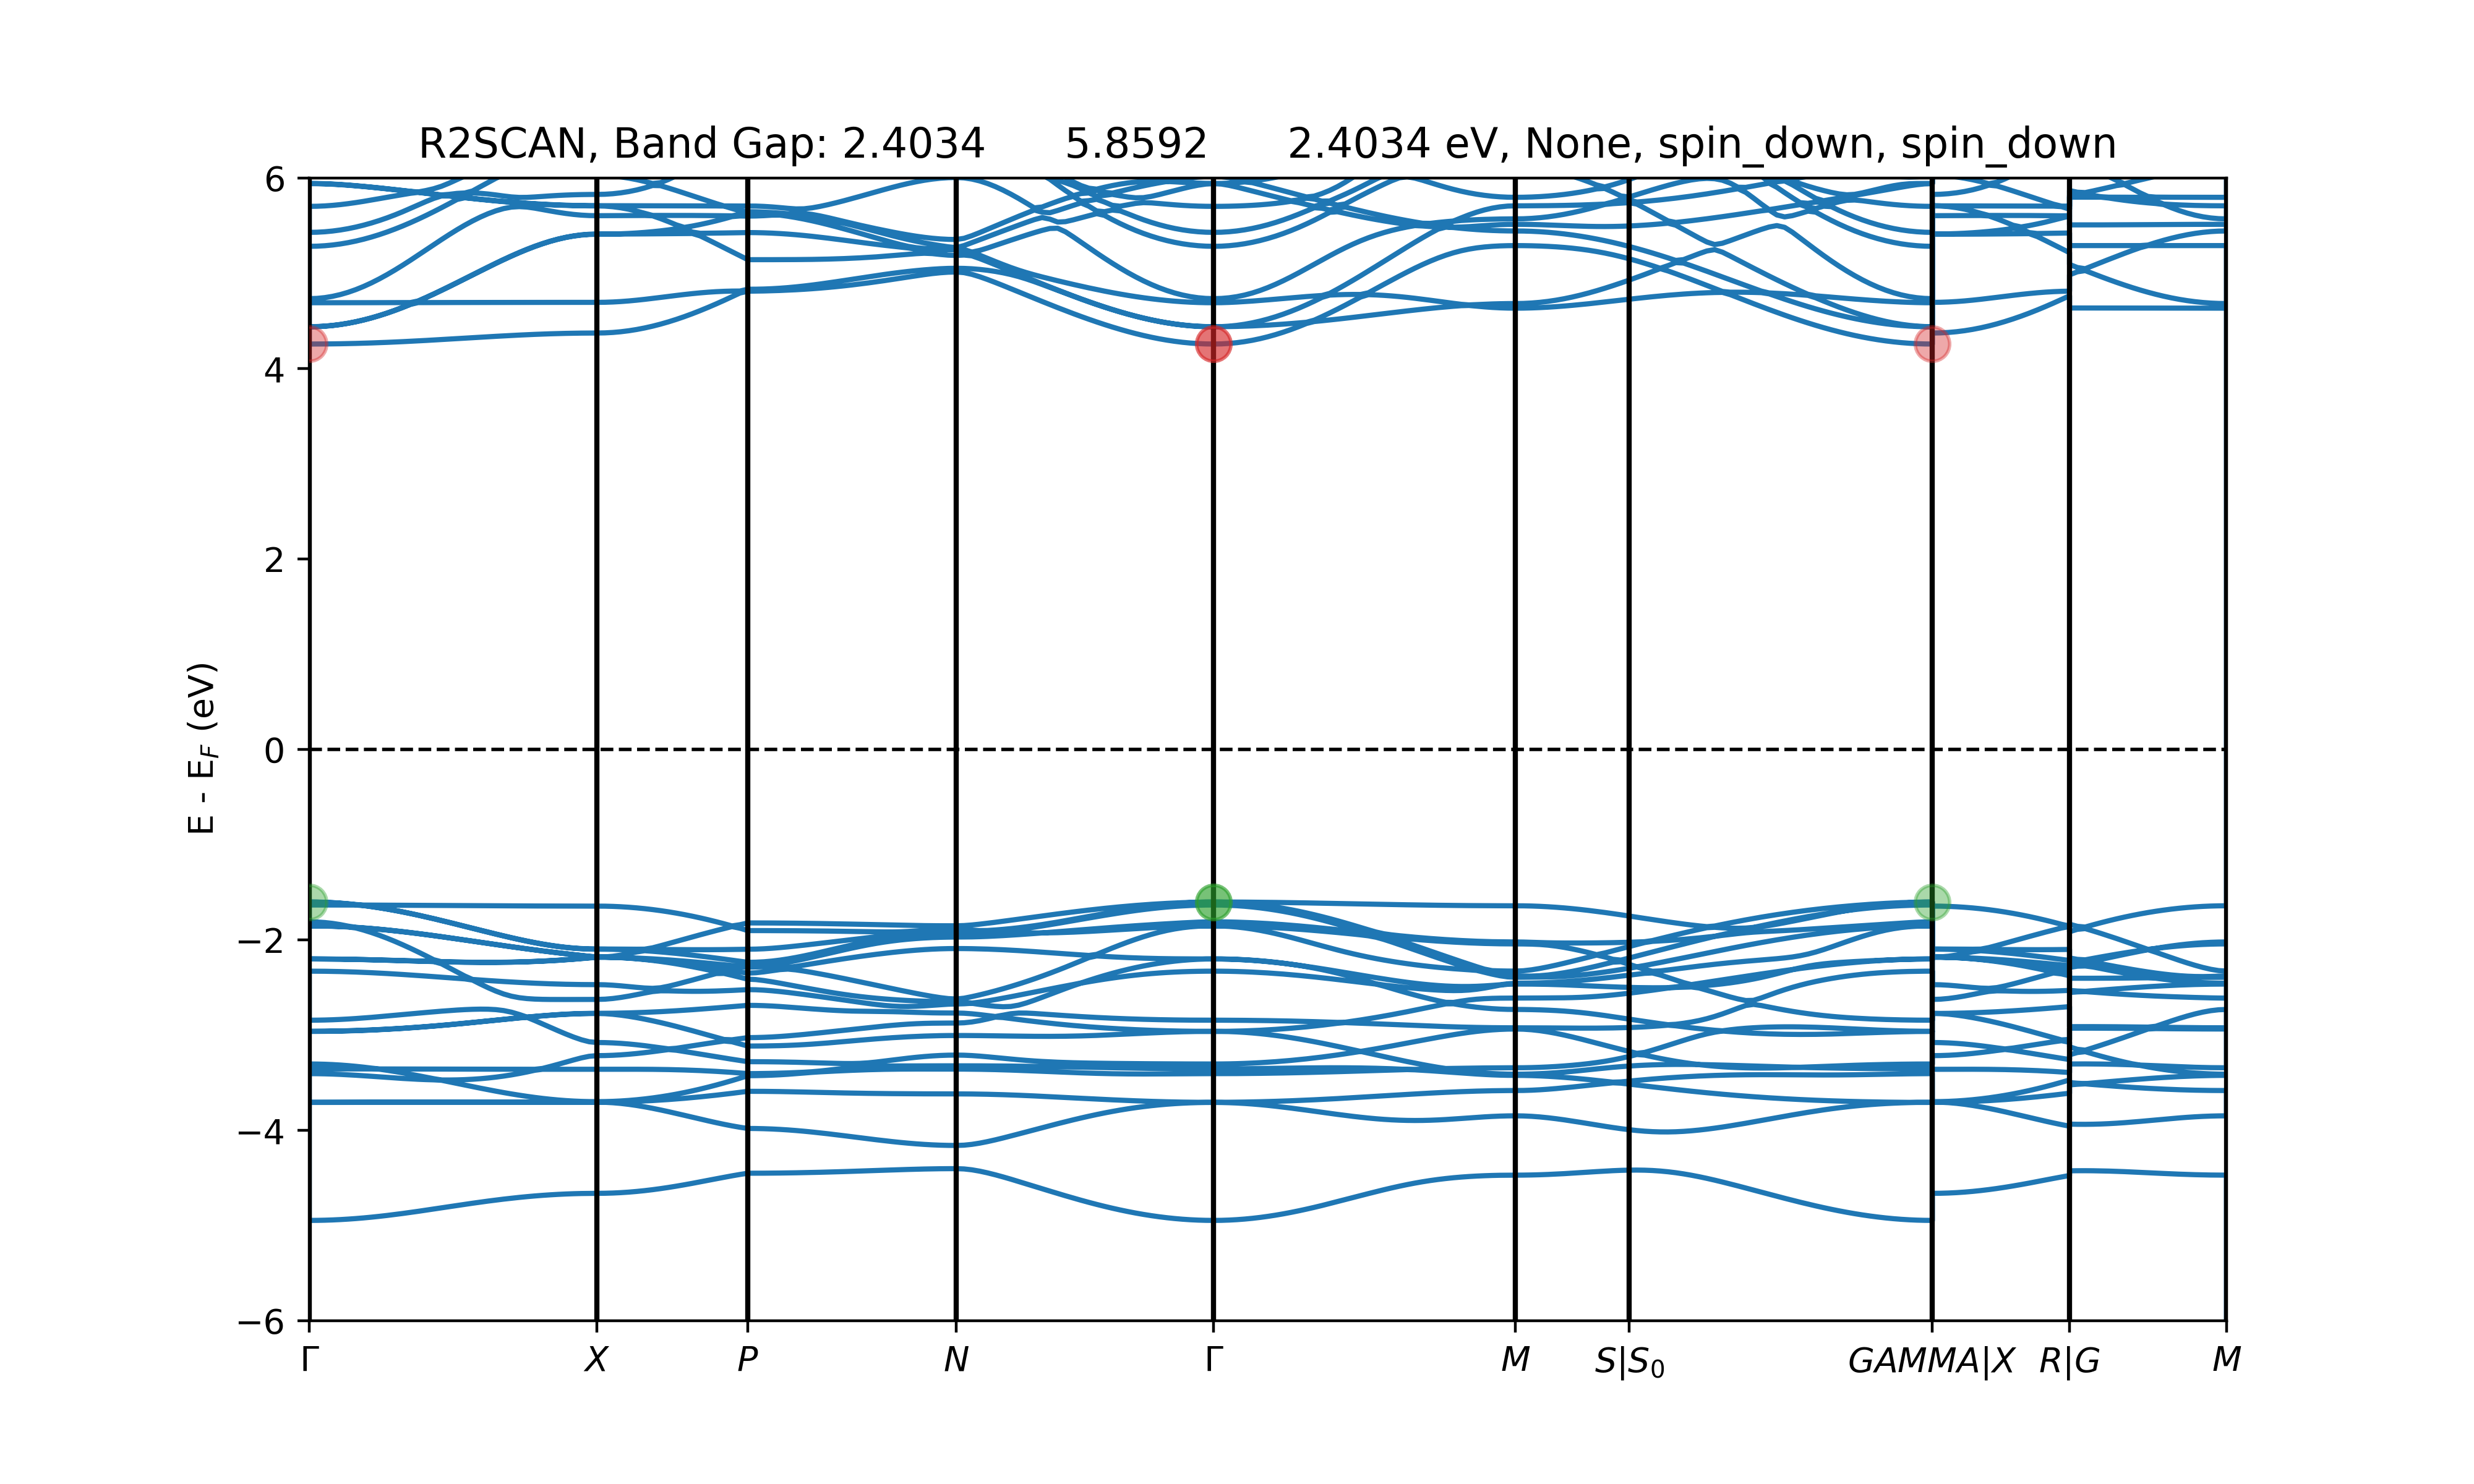 R2SCAN, Band Gap: 2.4034 5.8592 2.4034 eV, None, spin_down, spin_down
6
4
2
0
−2
−4
−6
E - E_F (eV)
Γ X P N Γ M S|S₀ GAMMA|X R|G M